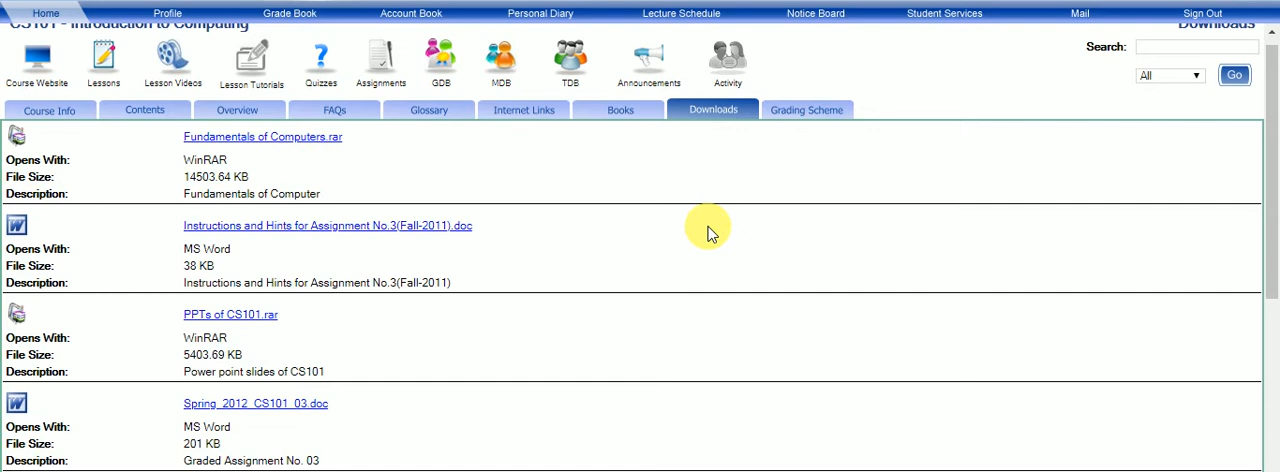 Home Profile Grade Book Account Book Personal Diary Lecture Schedule Notice Board Student Services Mail Sign Out
CS101 - Introduction to Computing Downloads
Search:
Course Website Lessons Lesson Videos Lesson Tutorials Quizzes Assignments GDB MDB TDB Announcements Activity
All Go
Course Info Contents Overview FAQs Glossary Internet Links Books Downloads Grading Scheme
Fundamentals of Computers.rar
Opens With: WinRAR
File Size: 14503.64 KB
Description: Fundamentals of Computer
Instructions and Hints for Assignment No.3(Fall-2011).doc
Opens With: MS Word
File Size: 38 KB
Description: Instructions and Hints for Assignment No.3(Fall-2011)
PPTs of CS101.rar
Opens With: WinRAR
File Size: 5403.69 KB
Description: Power point slides of CS101
Spring_2012_CS101_03.doc
Opens With: MS Word
File Size: 201 KB
Description: Graded Assignment No. 03